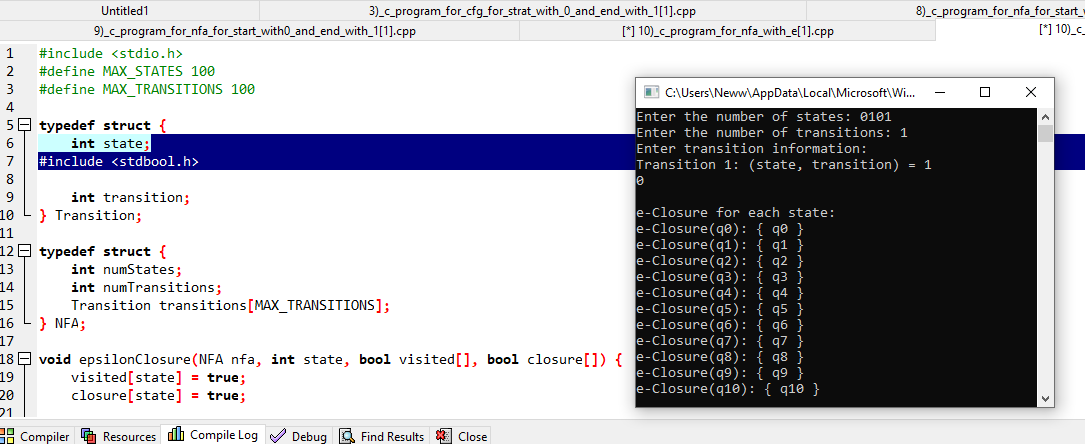 Untitled1
3)_c_program_for_cfg_for_strat_with_0_and_end_with_1[1].cpp
8)_c_program_for_nfa_for_start_
9)_c_program_for_nfa_for_start_with0_and_end_with_1[1].cpp
[*] 10)_c_program_for_nfa_with_e[1].cpp
[*] 10)_c_
1 #include <stdio.h>
2 #define MAX_STATES 100
3 #define MAX_TRANSITIONS 100
4
5 typedef struct {
6 int state;
7 #include <stdbool.h>
8
9 int transition;
10 } Transition;
11
12 typedef struct {
13 int numStates;
14 int numTransitions;
15 Transition transitions[MAX_TRANSITIONS];
16 } NFA;
17
18 void epsilonClosure(NFA nfa, int state, bool visited[], bool closure[]) {
19 visited[state] = true;
20 closure[state] = true;
21
C:\Users\Neww\AppData\Local\Microsoft\Wi...
Enter the number of states: 0101
Enter the number of transitions: 1
Enter transition information:
Transition 1: (state, transition) = 1
0
e-Closure for each state:
e-Closure(q0): { q0 }
e-Closure(q1): { q1 }
e-Closure(q2): { q2 }
e-Closure(q3): { q3 }
e-Closure(q4): { q4 }
e-Closure(q5): { q5 }
e-Closure(q6): { q6 }
e-Closure(q7): { q7 }
e-Closure(q8): { q8 }
e-Closure(q9): { q9 }
e-Closure(q10): { q10 }
Compiler Resources Compile Log Debug Find Results Close